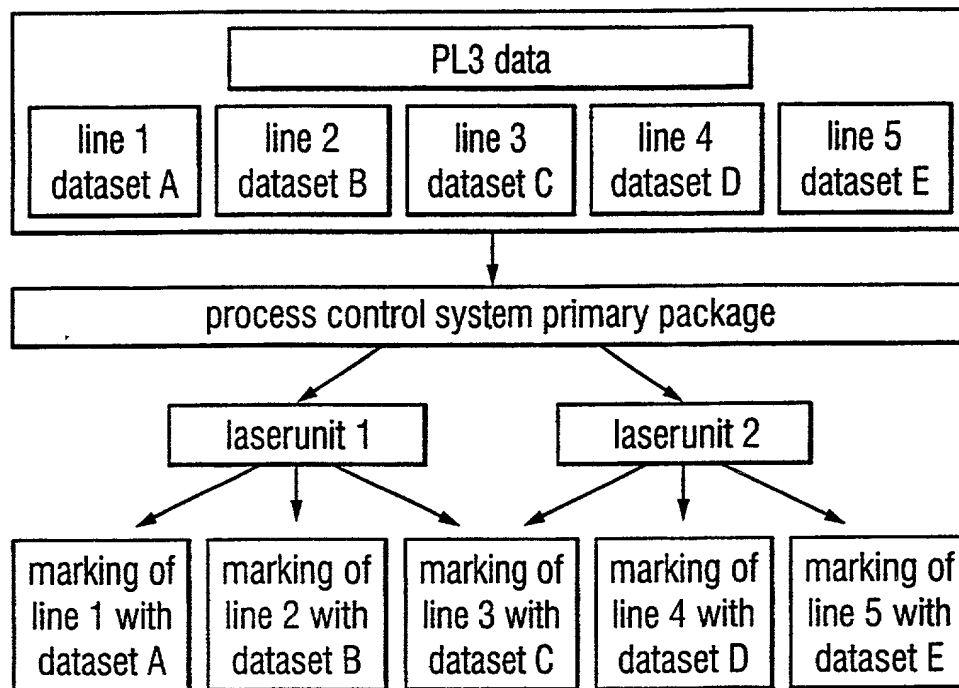 PL3 data
line 1
dataset A
line 2
dataset B
line 3
dataset C
line 4
dataset D
line 5
dataset E
process control system primary package
laserunit 1
laserunit 2
marking of
line 1 with
dataset A
marking of
line 2 with
dataset B
marking of
line 3 with
dataset C
marking of
line 4 with
dataset D
marking of
line 5 with
dataset E